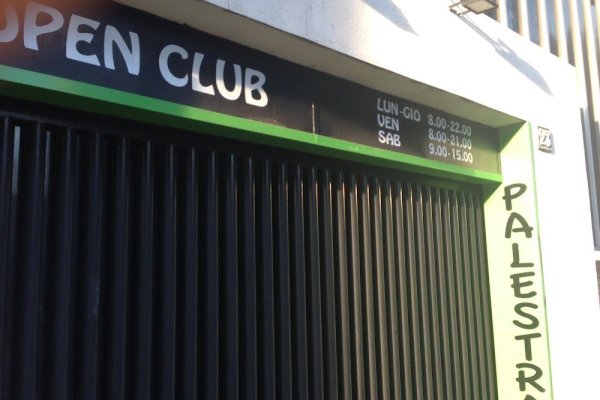 OPEN CLUB
LUN-GIO 8.00-22.00
VEN 8.00-21.00
SAB 9.00-15.00
PALESTRA